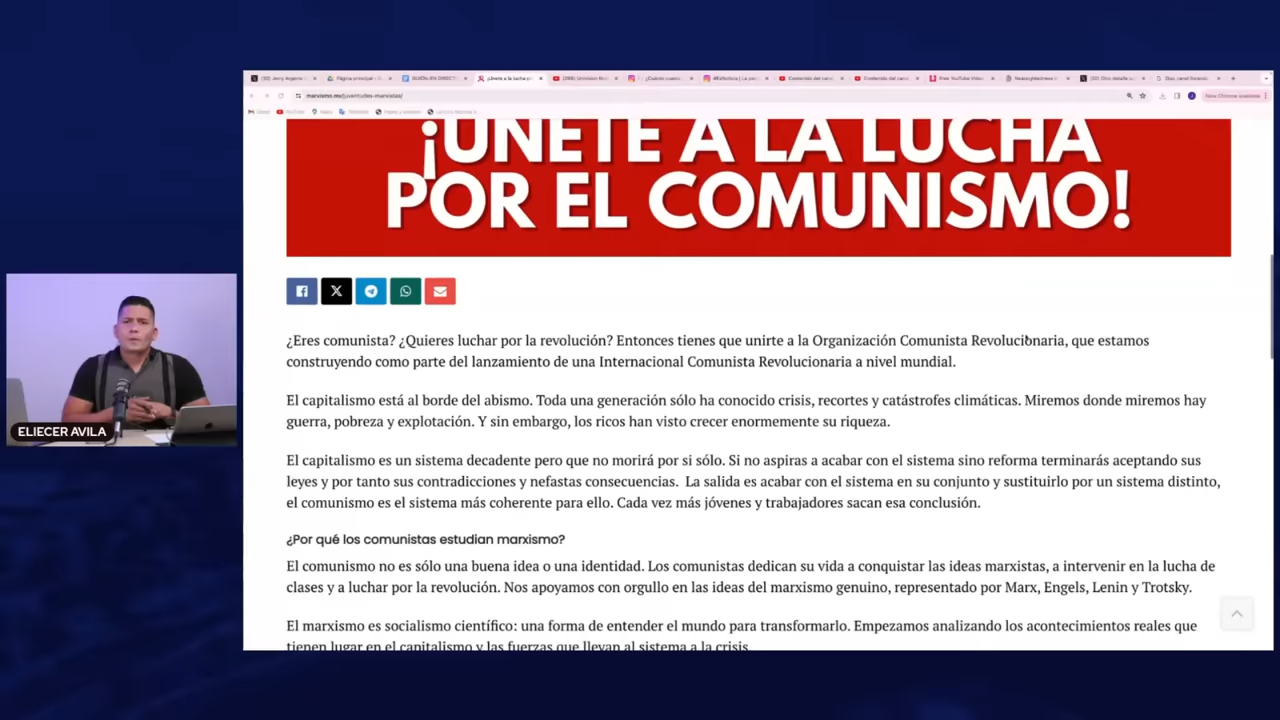 marxismo.mx/juventudes-marxistas/
¡ÚNETE A LA LUCHA
POR EL COMUNISMO!
¿Eres comunista? ¿Quieres luchar por la revolución? Entonces tienes que unirte a la Organización Comunista Revolucionaria, que estamos
construyendo como parte del lanzamiento de una Internacional Comunista Revolucionaria a nivel mundial.
El capitalismo está al borde del abismo. Toda una generación sólo ha conocido crisis, recortes y catástrofes climáticas. Miremos donde miremos hay
guerra, pobreza y explotación. Y sin embargo, los ricos han visto crecer enormemente su riqueza.
El capitalismo es un sistema decadente pero que no morirá por si sólo. Si no aspiras a acabar con el sistema sino reforma terminarás aceptando sus
leyes y por tanto sus contradicciones y nefastas consecuencias. La salida es acabar con el sistema en su conjunto y sustituirlo por un sistema distinto,
el comunismo es el sistema más coherente para ello. Cada vez más jóvenes y trabajadores sacan esa conclusión.
¿Por qué los comunistas estudian marxismo?
El comunismo no es sólo una buena idea o una identidad. Los comunistas dedican su vida a conquistar las ideas marxistas, a intervenir en la lucha de
clases y a luchar por la revolución. Nos apoyamos con orgullo en las ideas del marxismo genuino, representado por Marx, Engels, Lenin y Trotsky.
El marxismo es socialismo científico: una forma de entender el mundo para transformarlo. Empezamos analizando los acontecimientos reales que
tienen lugar en el capitalismo y las fuerzas que llevan al sistema a la crisis.
ELIECER AVILA